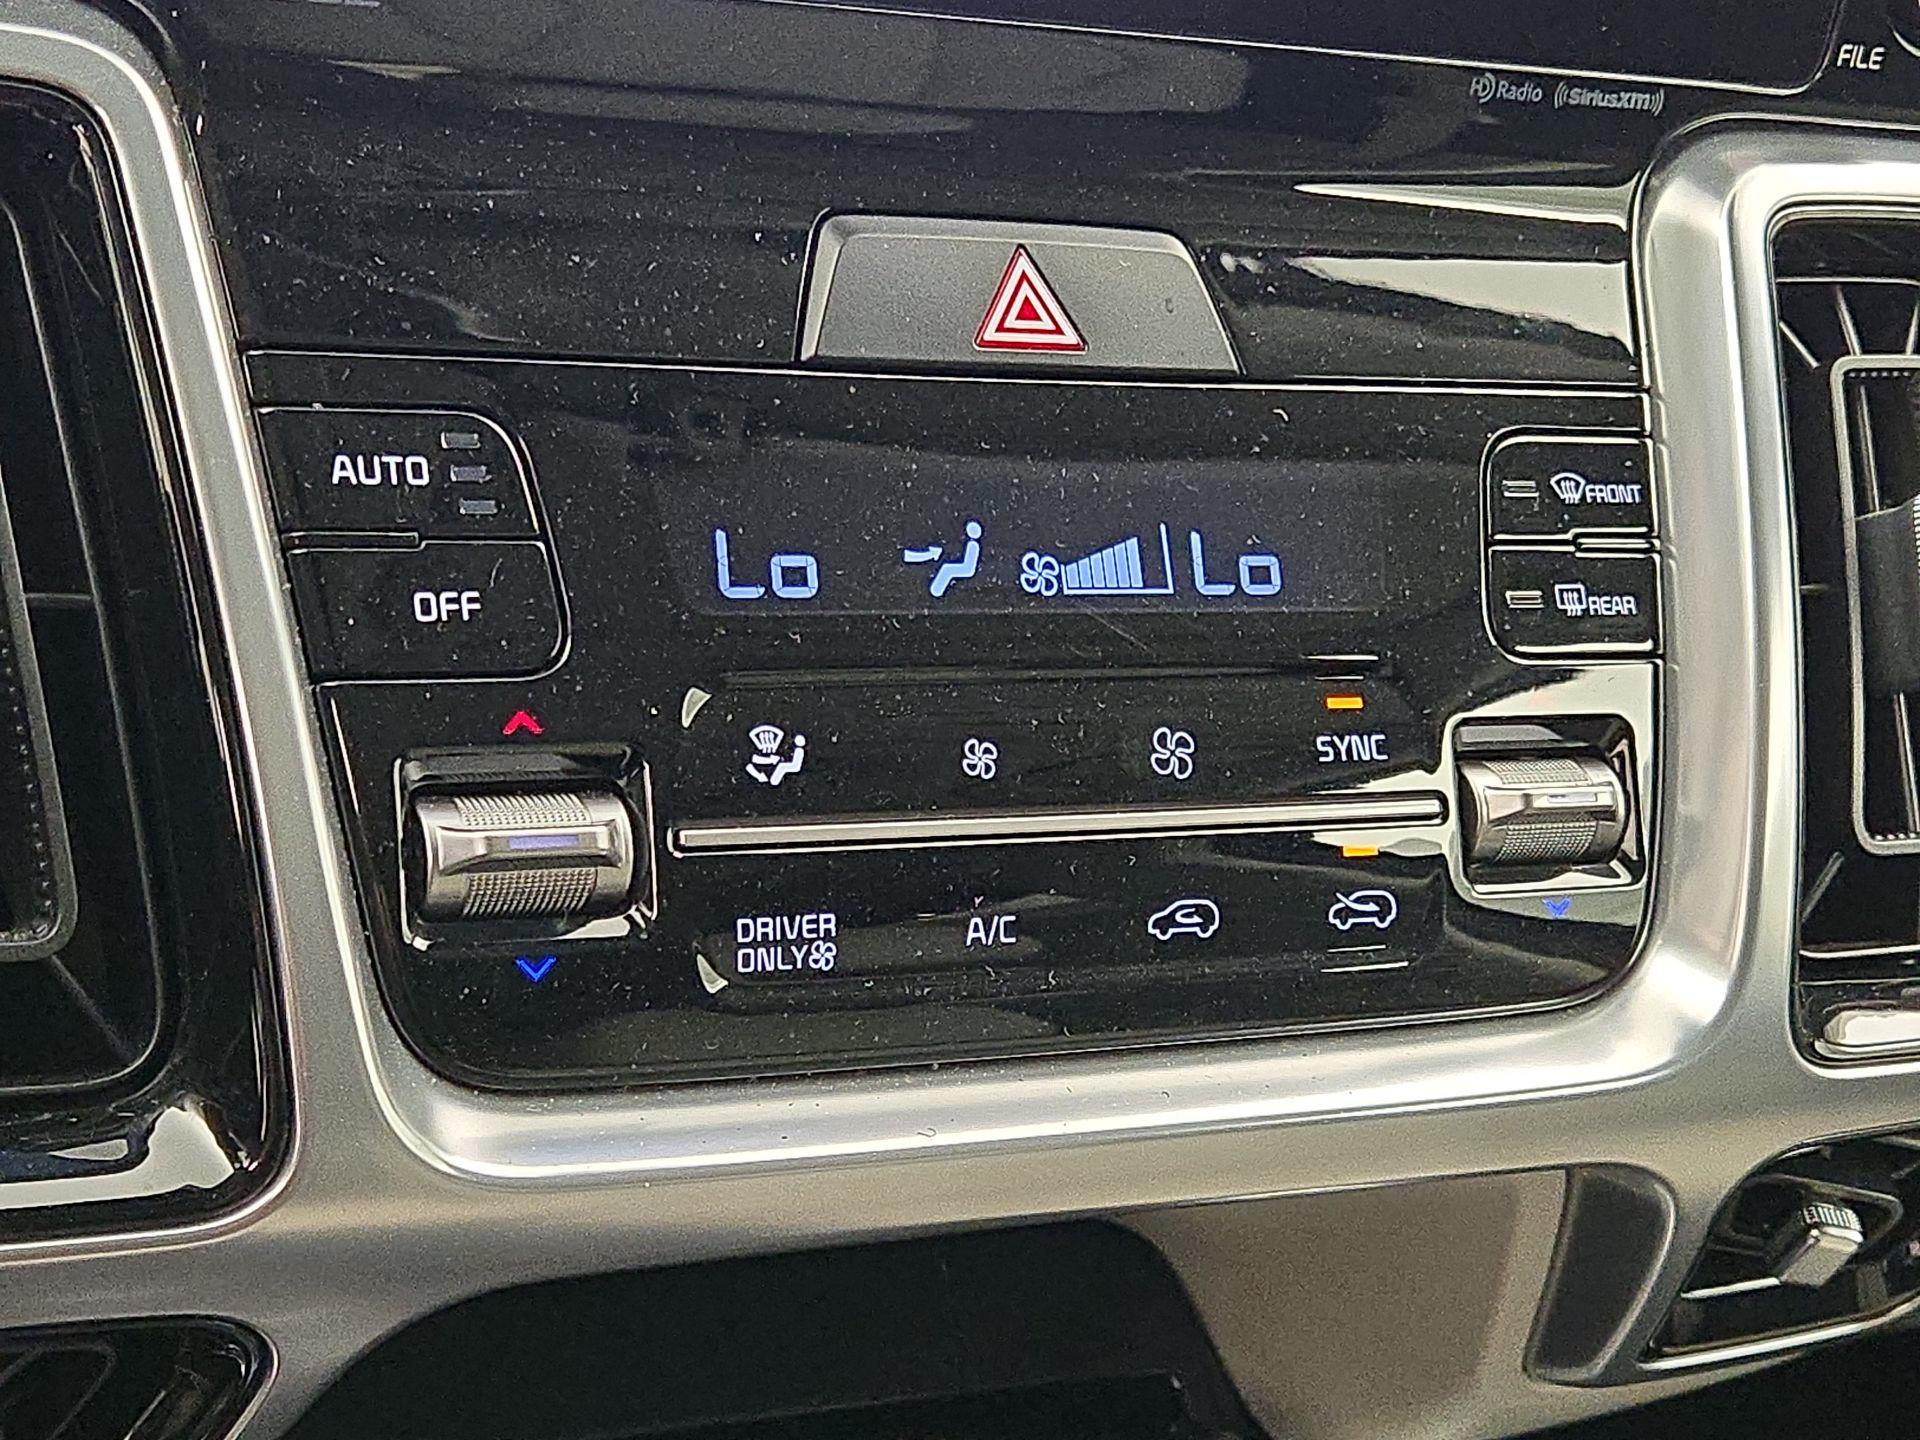 FILE
HD Radio SiriusXM
AUTO
FRONT
Lo Lo
OFF
REAR
SYNC
DRIVER
ONLY
A/C